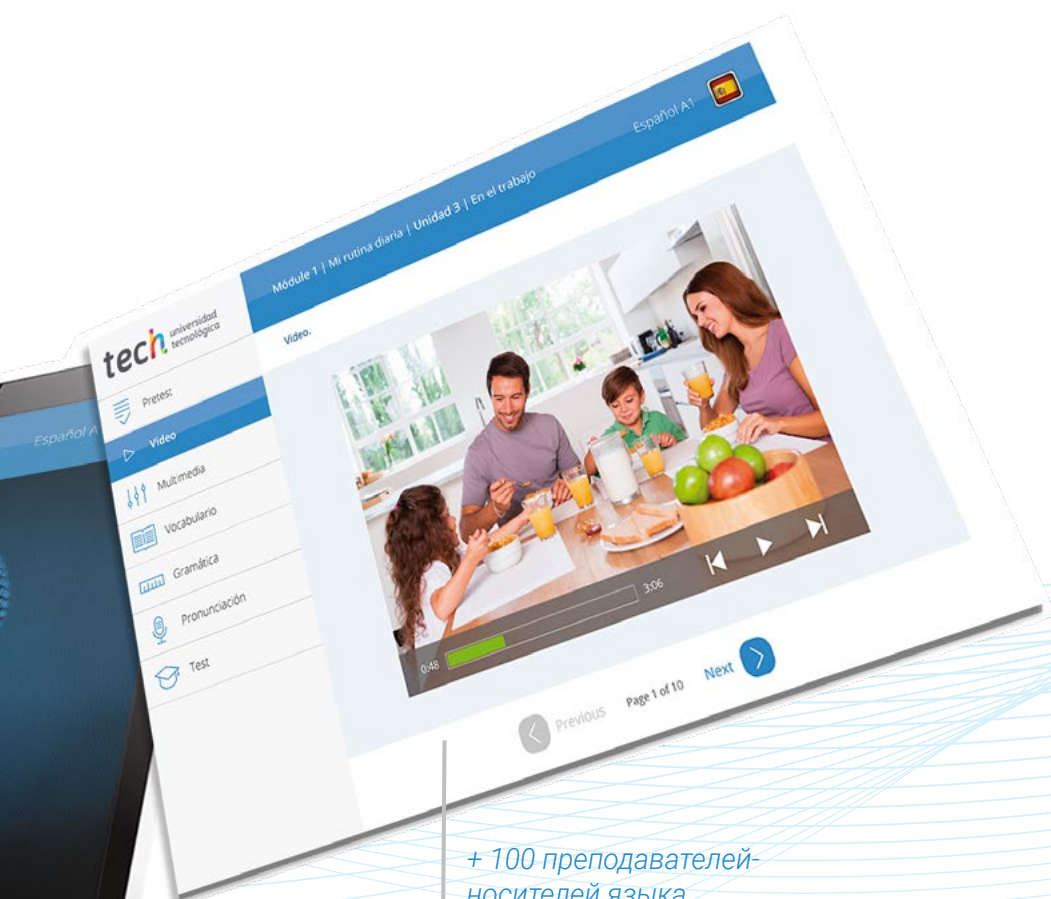 Español A1
Módule 1 | Mi rutina diaria | Unidad 3 | En el trabajo
tech universidad
tecnológica
Video.
Pretest
Video
Multimedia
Vocabulario
Gramática
Pronunciación
Test
0:48
3:06
Previous
Page 1 of 10
Next
Español A
+ 100 преподавателей-
носителей языка